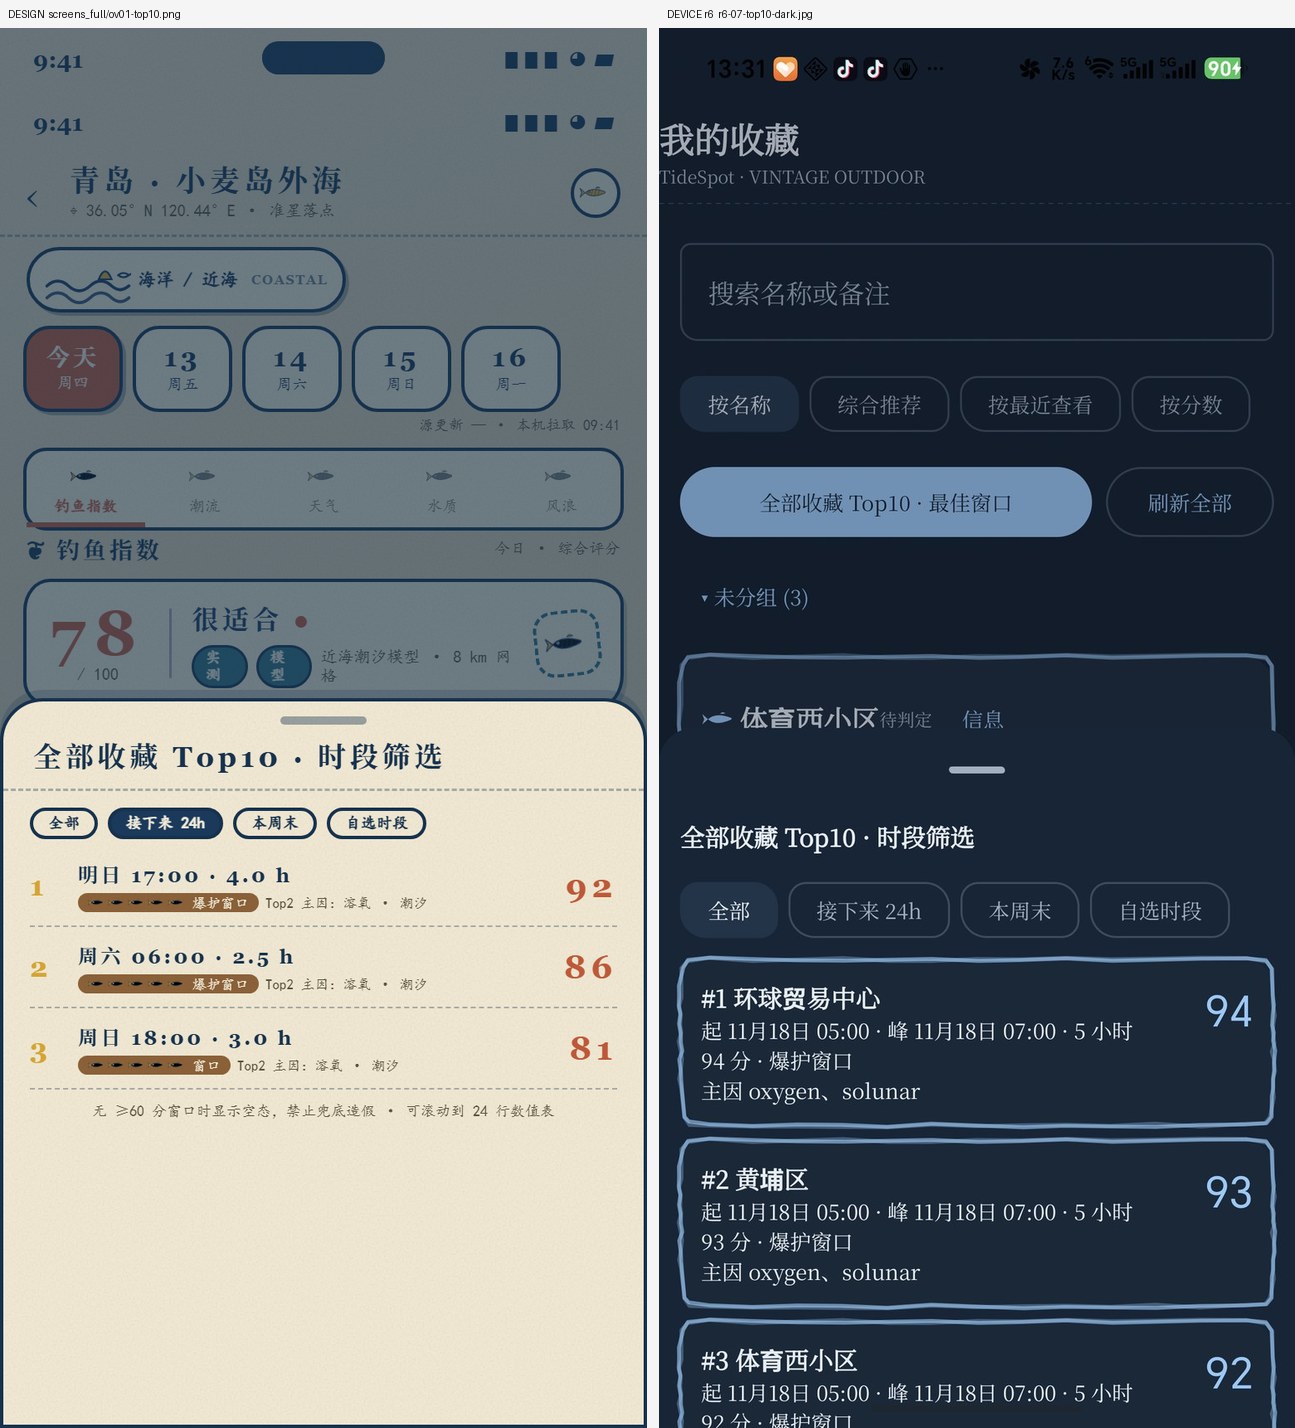 DESIGN screens_full/ov01-top10.png
9:41
9:41
青岛 · 小麦岛外海
36.05° N 120.44° E • 准星落点
海洋 / 近海 COASTAL
今天
周四
13
周五
14
周六
15
周日
16
周一
源更新 — • 本机拉取 09:41
钓鱼指数
潮流
天气
水质
风浪
钓鱼指数
今日 • 综合评分
78
/ 100
很适合
实测
模型
近海潮汐模型 • 8 km 网格
全部收藏 Top10 · 时段筛选
全部
接下来 24h
本周末
自选时段
1
明日 17:00 · 4.0 h
爆护窗口
Top2 主因: 溶氧 • 潮汐
92
2
周六 06:00 · 2.5 h
爆护窗口
Top2 主因: 溶氧 • 潮汐
86
3
周日 18:00 · 3.0 h
窗口
Top2 主因: 溶氧 • 潮汐
81
无 ≥60 分窗口时显示空态, 禁止兜底造假 • 可滚动到 24 行数值表
DEVICE r6 r6-07-top10-dark.jpg
13:31
7.6 K/s
6
5G
5G
90
我的收藏
TideSpot · VINTAGE OUTDOOR
搜索名称或备注
按名称
综合推荐
按最近查看
按分数
全部收藏 Top10 · 最佳窗口
刷新全部
▾ 未分组 (3)
体育西小区 待判定 信息
全部收藏 Top10 · 时段筛选
全部
接下来 24h
本周末
自选时段
#1 环球贸易中心
94
起 11月18日 05:00 · 峰 11月18日 07:00 · 5 小时
94 分 · 爆护窗口
主因 oxygen、solunar
#2 黄埔区
93
起 11月18日 05:00 · 峰 11月18日 07:00 · 5 小时
93 分 · 爆护窗口
主因 oxygen、solunar
#3 体育西小区
92
起 11月18日 05:00 · 峰 11月18日 07:00 · 5 小时
92 分 · 爆护窗口